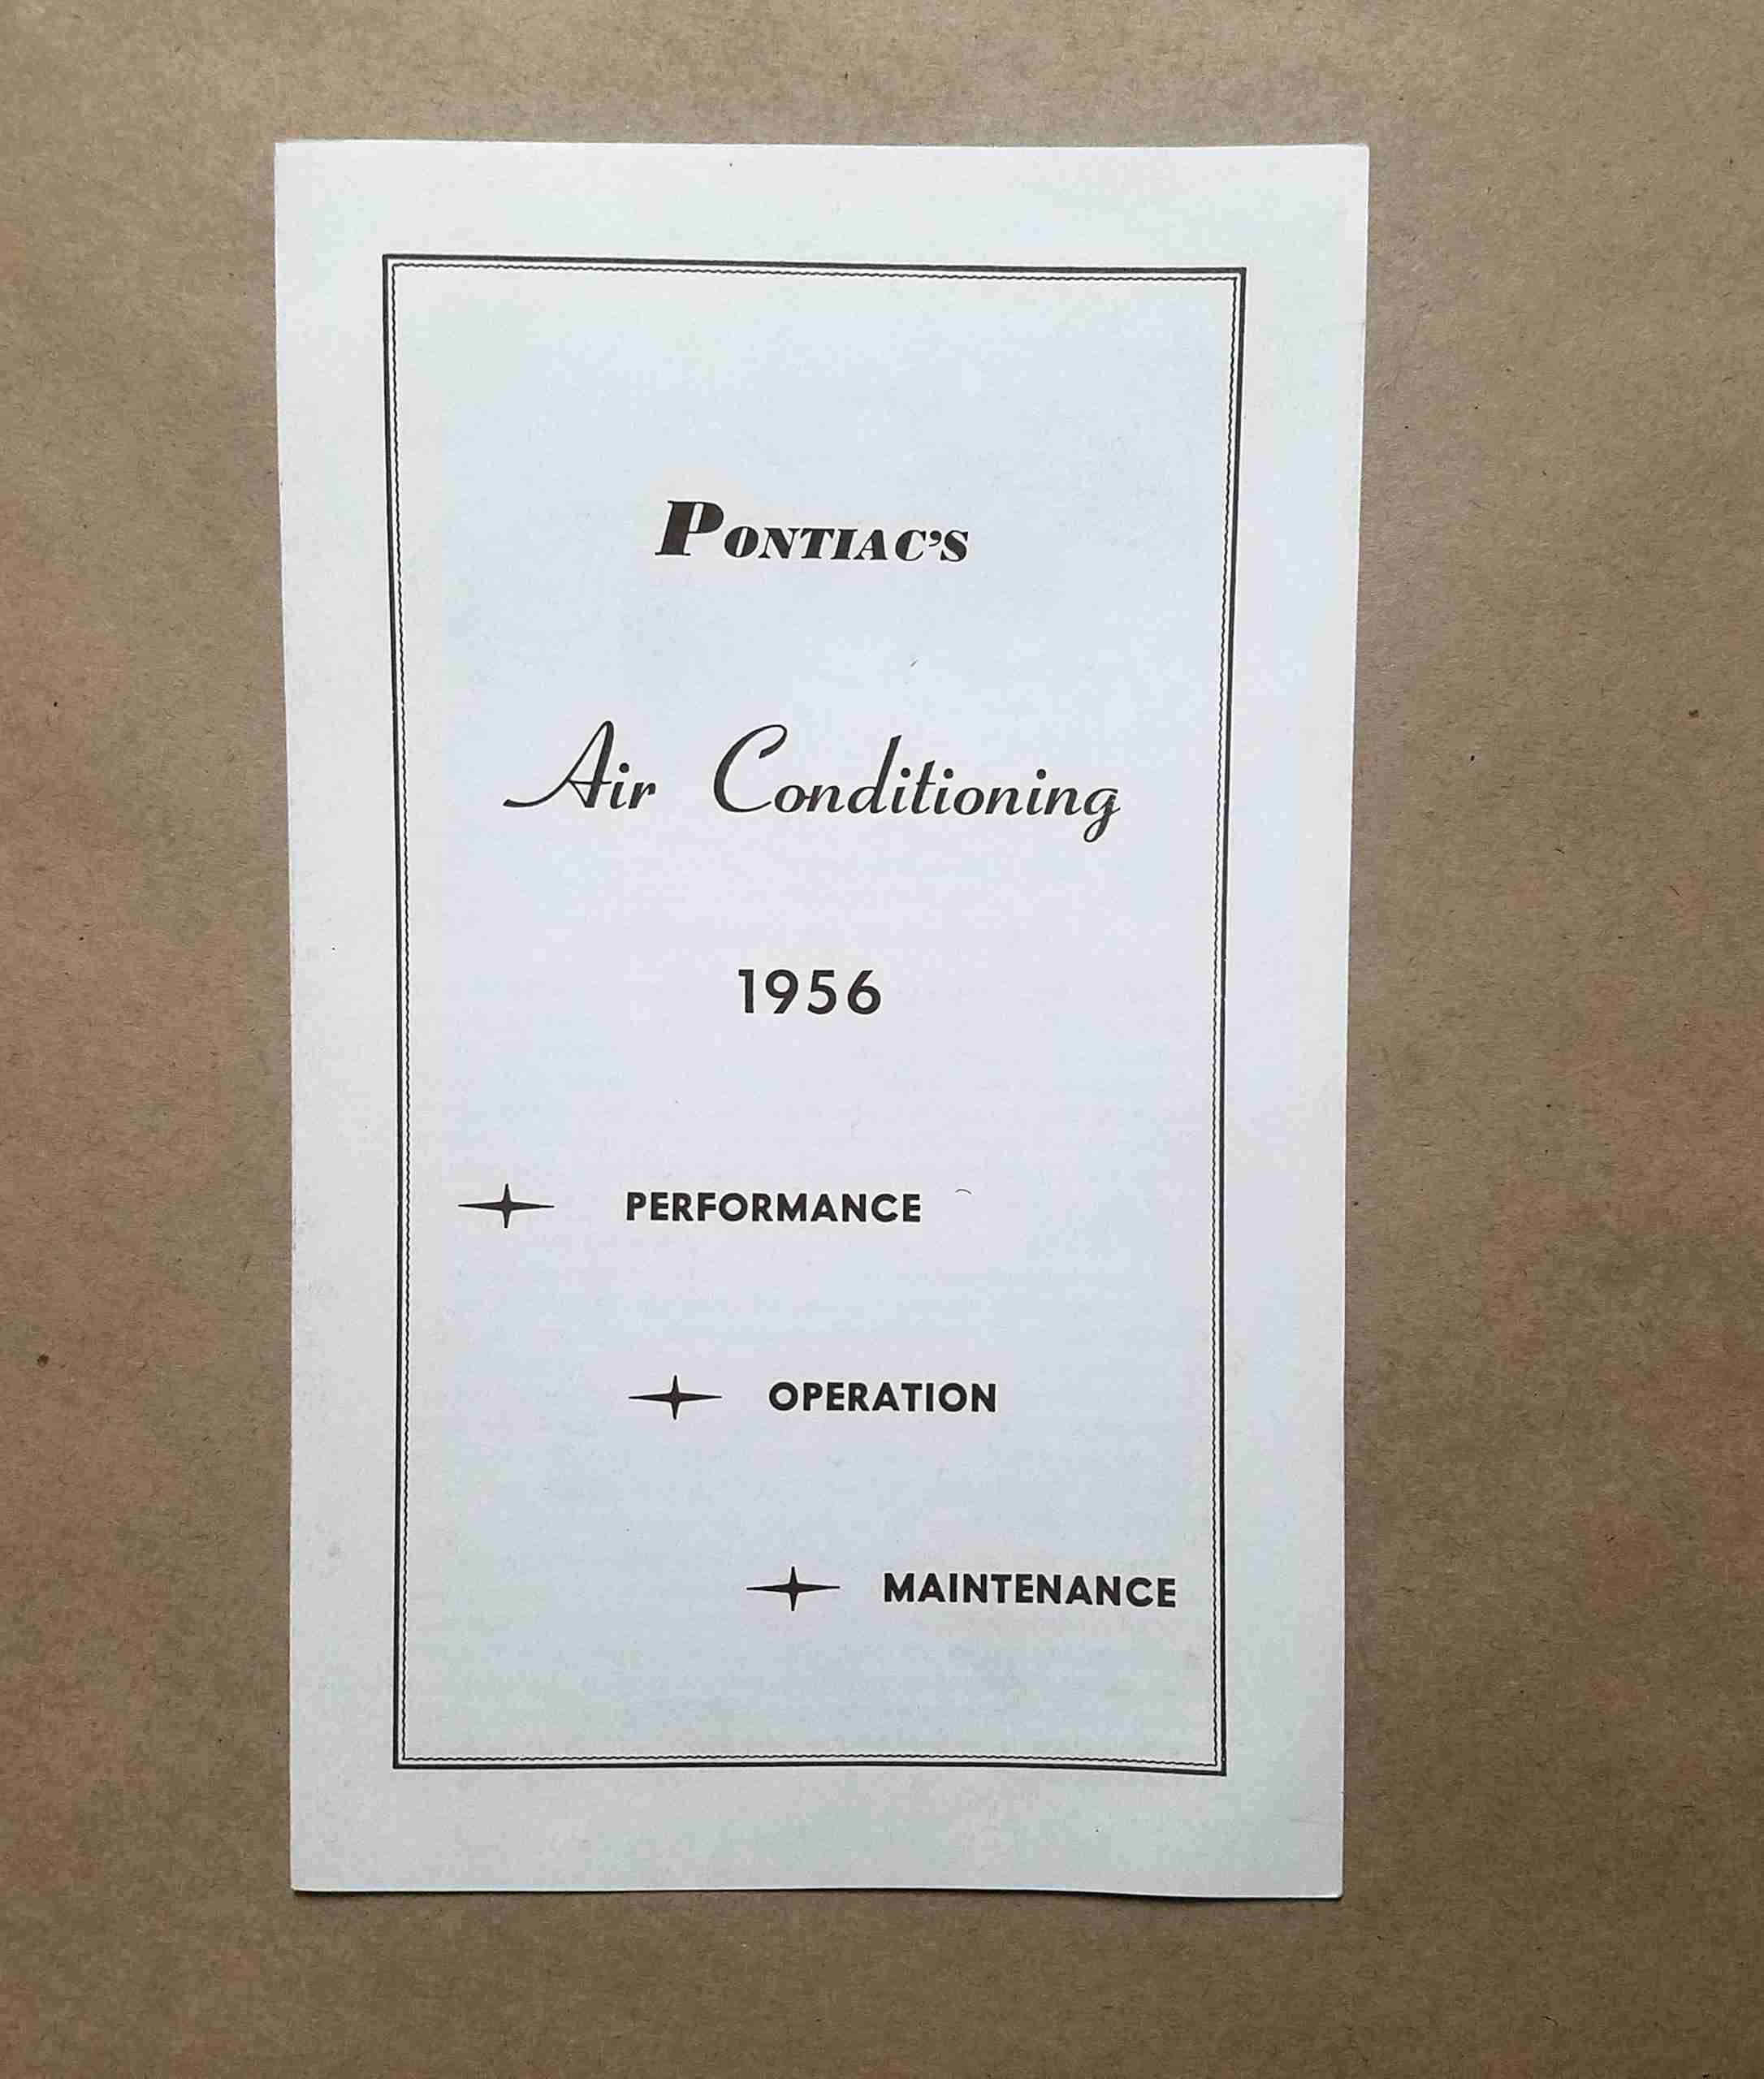 PONTIAC'S
Air Conditioning
1956
PERFORMANCE
OPERATION
MAINTENANCE